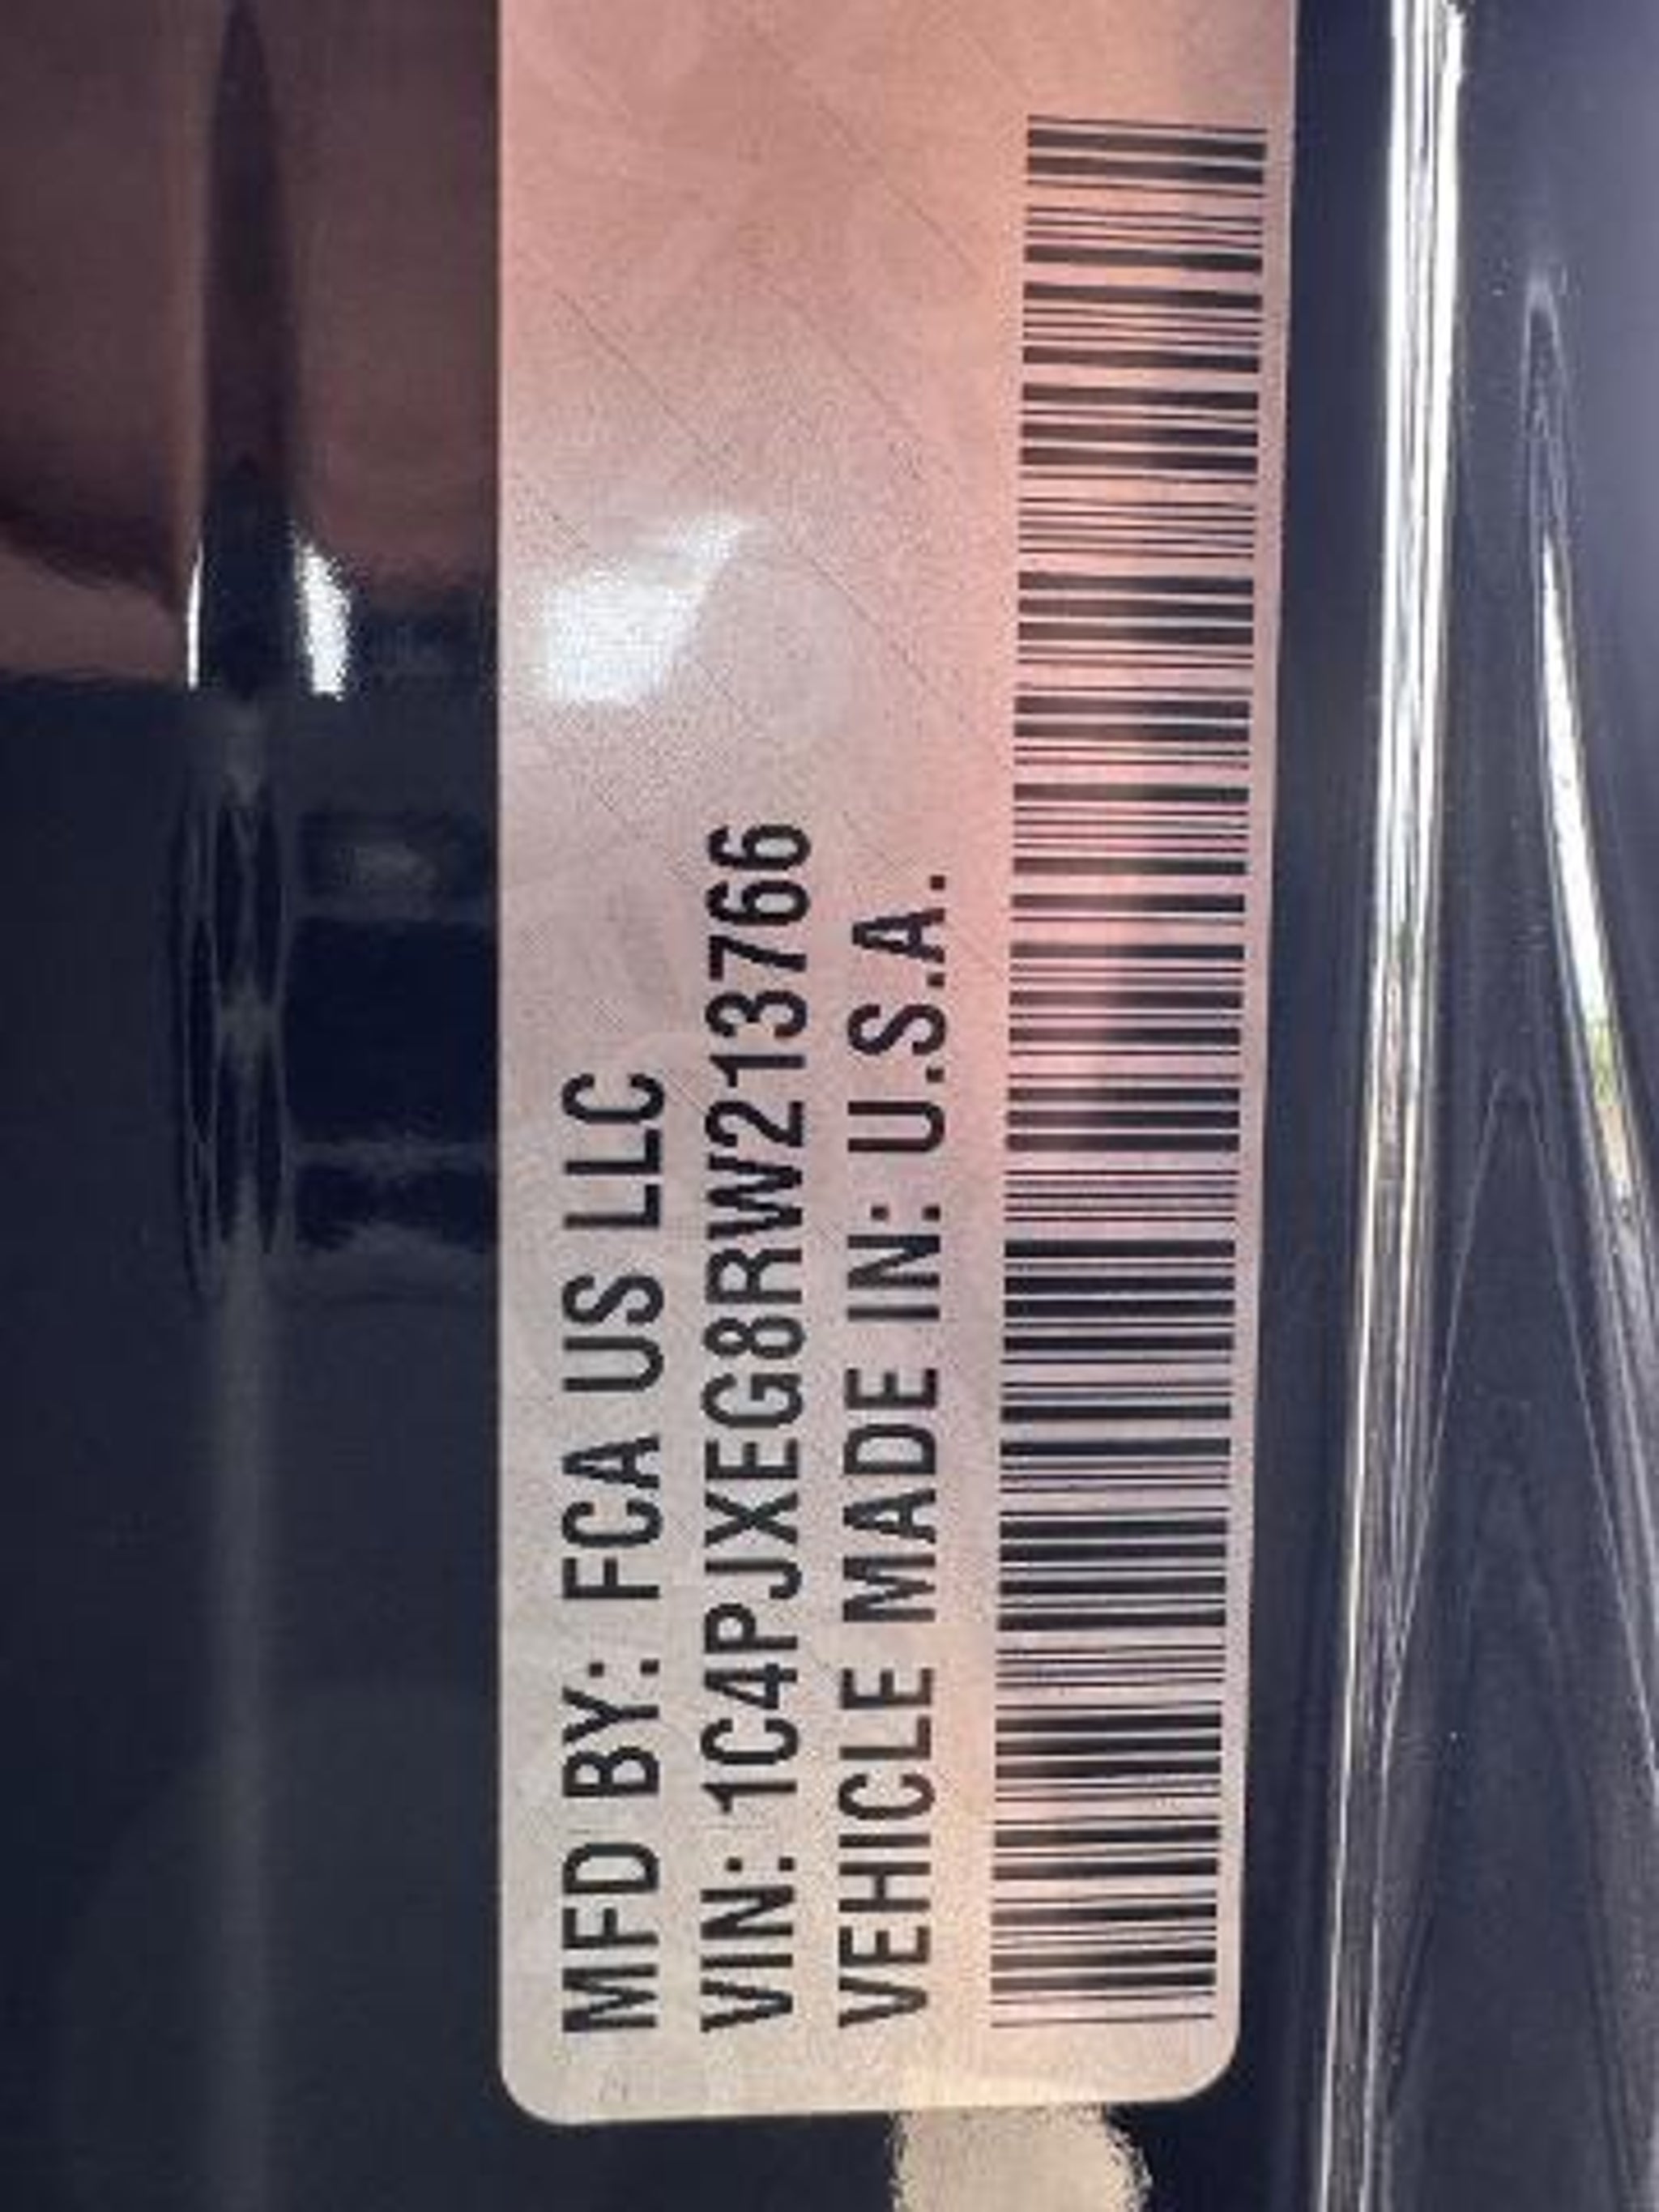 MFD BY: FCA US LLC
VIN: 1C4PJXEG8RW213766
VEHICLE MADE IN: U.S.A.